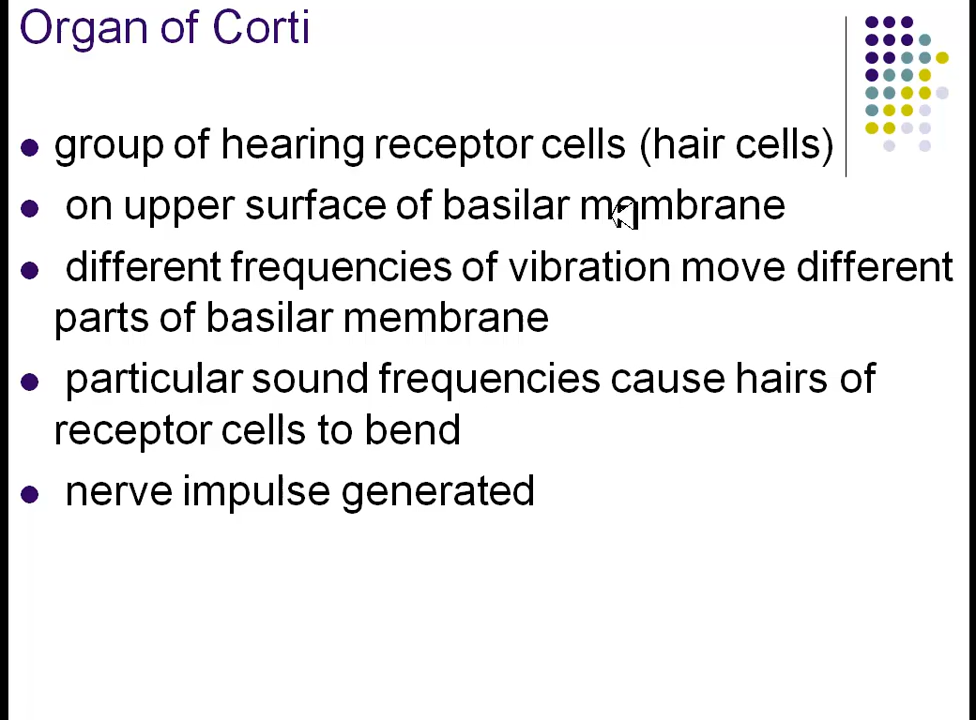 Organ of Corti
group of hearing receptor cells (hair cells)
on upper surface of basilar membrane
different frequencies of vibration move different
parts of basilar membrane
particular sound frequencies cause hairs of
receptor cells to bend
nerve impulse generated